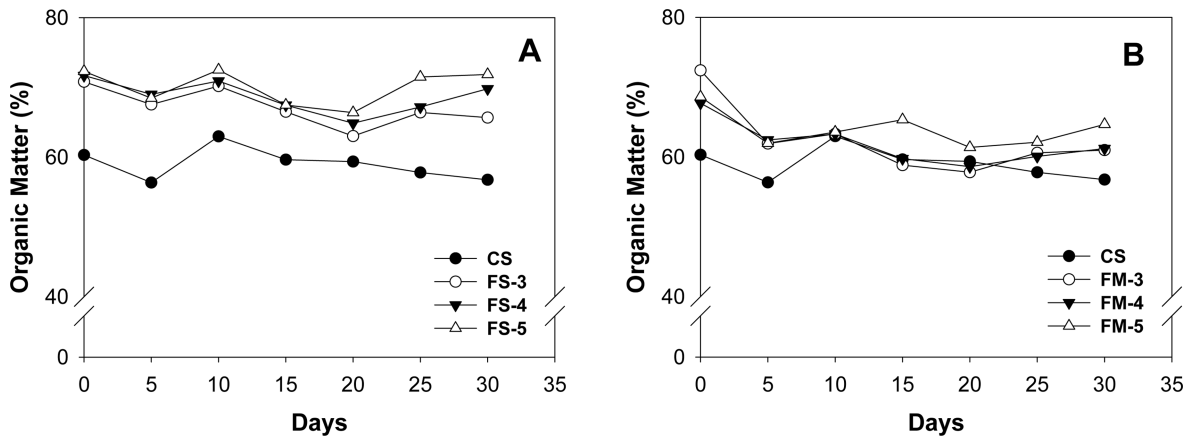 A
Organic Matter (%)
80
60
40
0
CS
FS-3
FS-4
FS-5
0 5 10 15 20 25 30 35
Days
B
Organic Matter (%)
80
60
40
0
CS
FM-3
FM-4
FM-5
0 5 10 15 20 25 30 35
Days